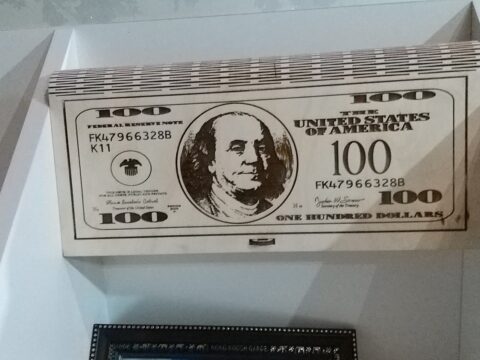 100
100
FEDERAL RESERVE NOTE
THE
UNITED STATES
OF AMERICA
FK47966328B
K11
100
FK47966328B
100
100
ONE HUNDRED DOLLARS